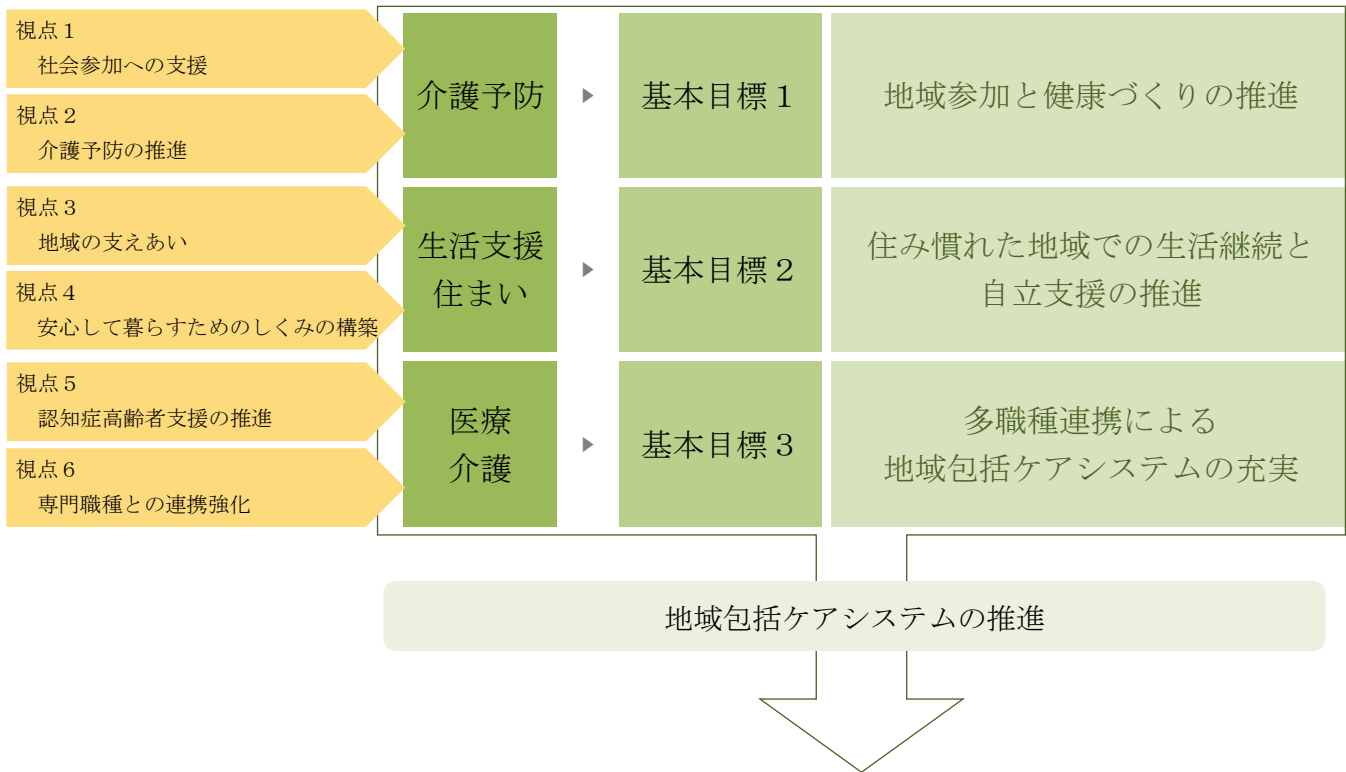 視点１
社会参加への支援
視点２
介護予防の推進
介護予防
基本目標１
地域参加と健康づくりの推進
視点３
地域の支えあい
視点４
安心して暮らすためのしくみの構築
生活支援
住まい
基本目標２
住み慣れた地域での生活継続と
自立支援の推進
視点５
認知症高齢者支援の推進
視点６
専門職種との連携強化
医療
介護
基本目標３
多職種連携による
地域包括ケアシステムの充実
地域包括ケアシステムの推進